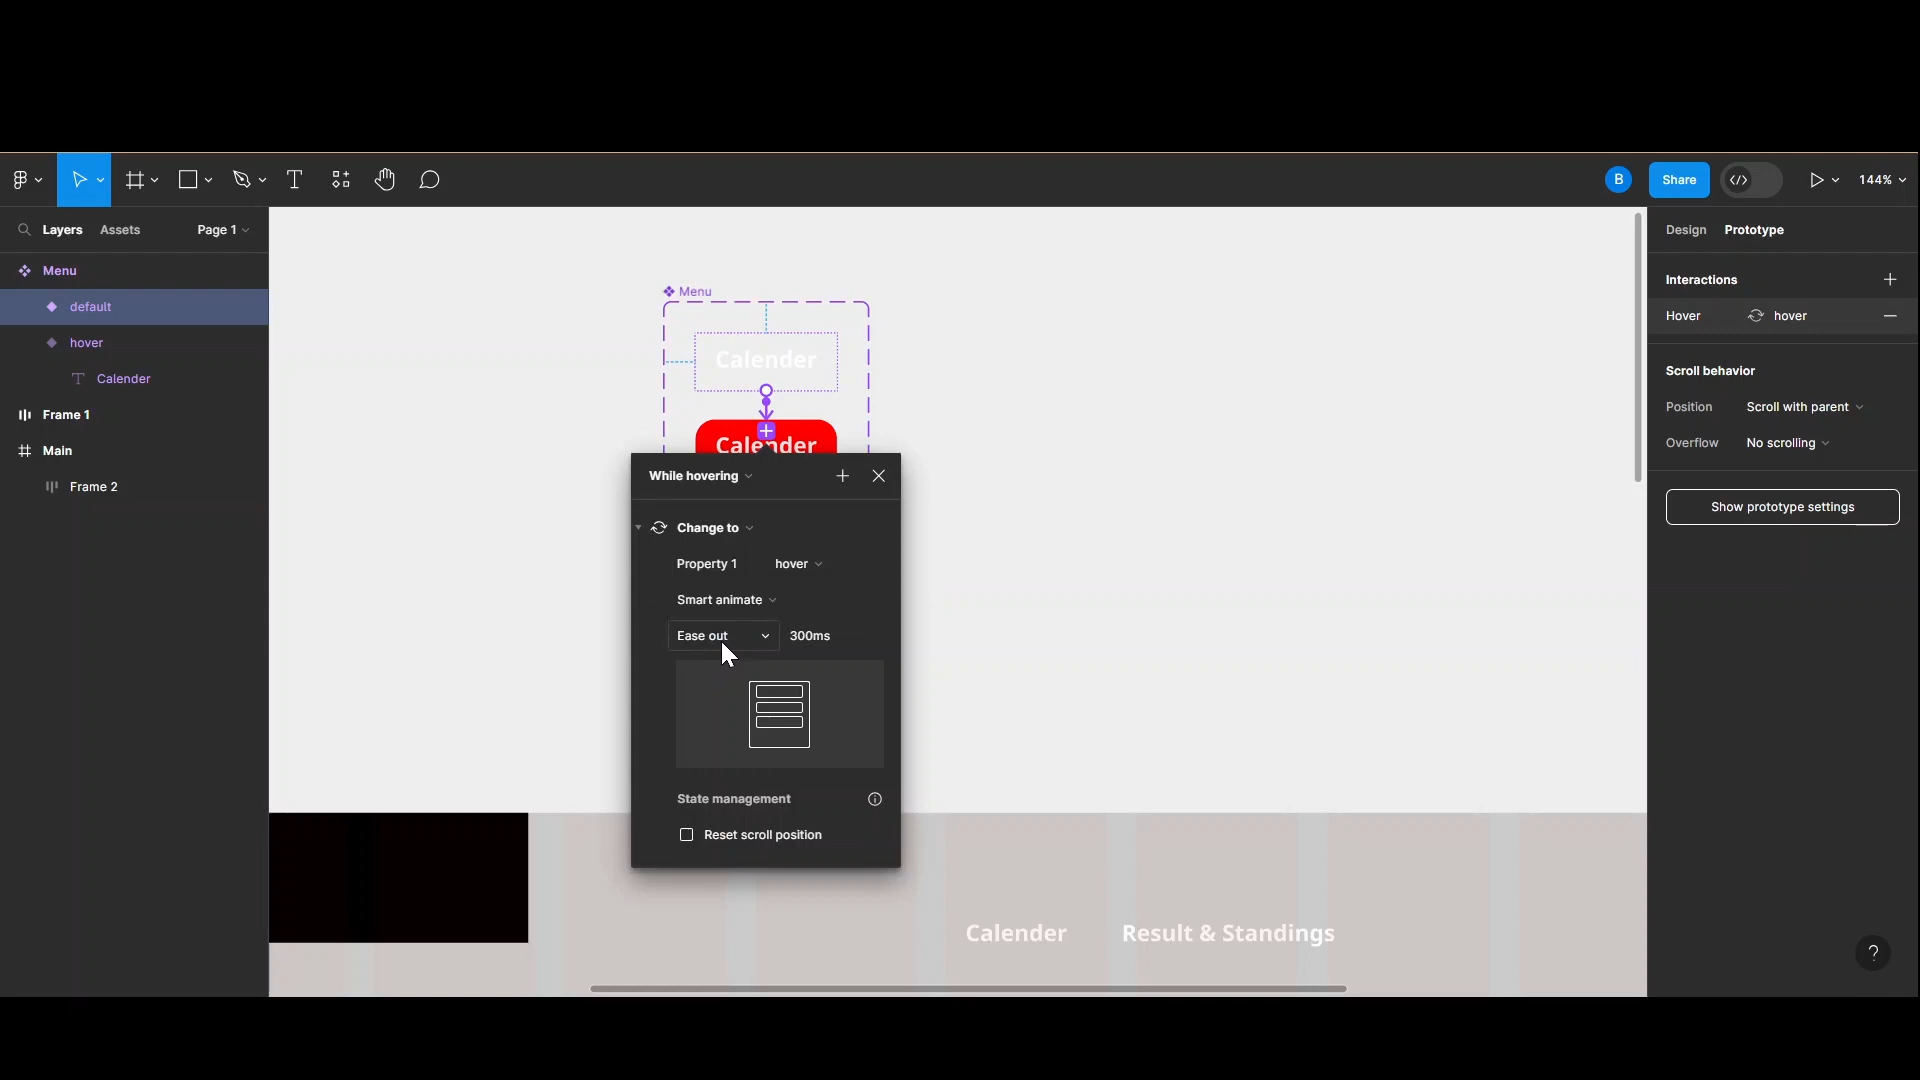 B
Share
144%
Layers
Assets
Page 1
Design
Prototype
Menu
default
hover
Calender
Frame 1
Main
Frame 2
Menu
Calender
Calender
While hovering
Change to
Property 1
hover
Smart animate
Ease out
300ms
State management
Reset scroll position
Calender
Result & Standings
Interactions
Hover
hover
Scroll behavior
Position
Scroll with parent
Overflow
No scrolling
Show prototype settings
?